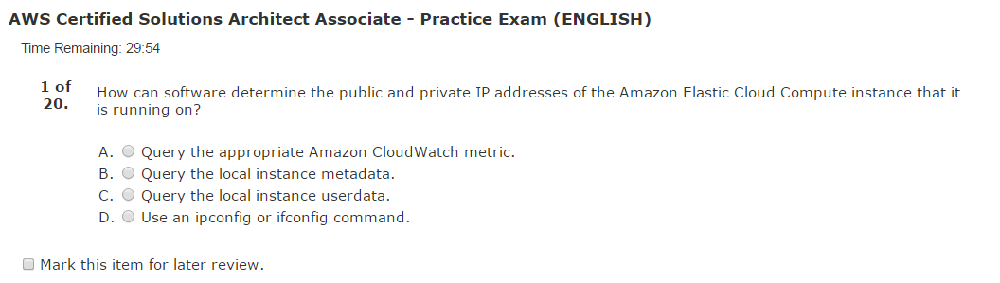 AWS Certified Solutions Architect Associate - Practice Exam (ENGLISH)
Time Remaining: 29:54
1 of 20.
How can software determine the public and private IP addresses of the Amazon Elastic Cloud Compute instance that it
is running on?
A. Query the appropriate Amazon CloudWatch metric.
B. Query the local instance metadata.
C. Query the local instance userdata.
D. Use an ipconfig or ifconfig command.
Mark this item for later review.